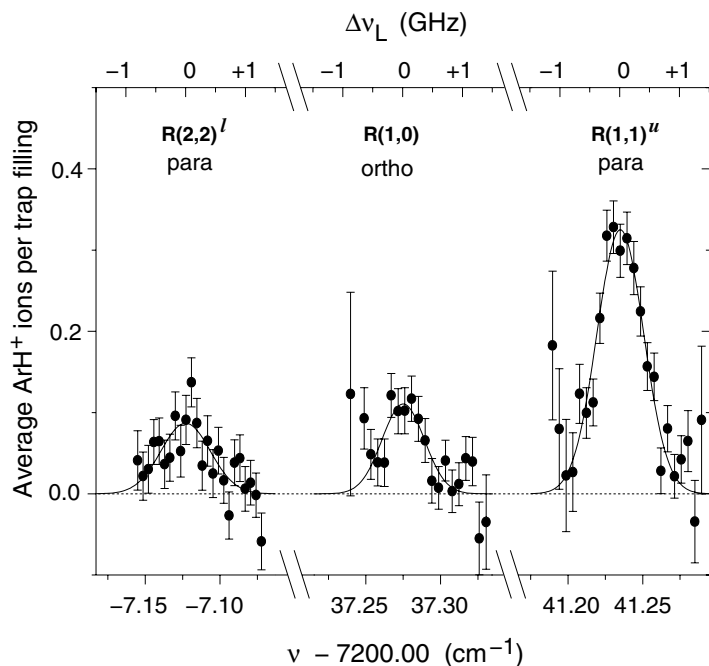 Δν_L (GHz)
−1 0 +1 −1 0 +1 −1 0 +1
R(2,2)^l R(1,0) R(1,1)^u
para ortho para
Average ArH⁺ ions per trap filling
0.4
0.2
0.0
−7.15 −7.10 37.25 37.30 41.20 41.25
ν − 7200.00 (cm⁻¹)